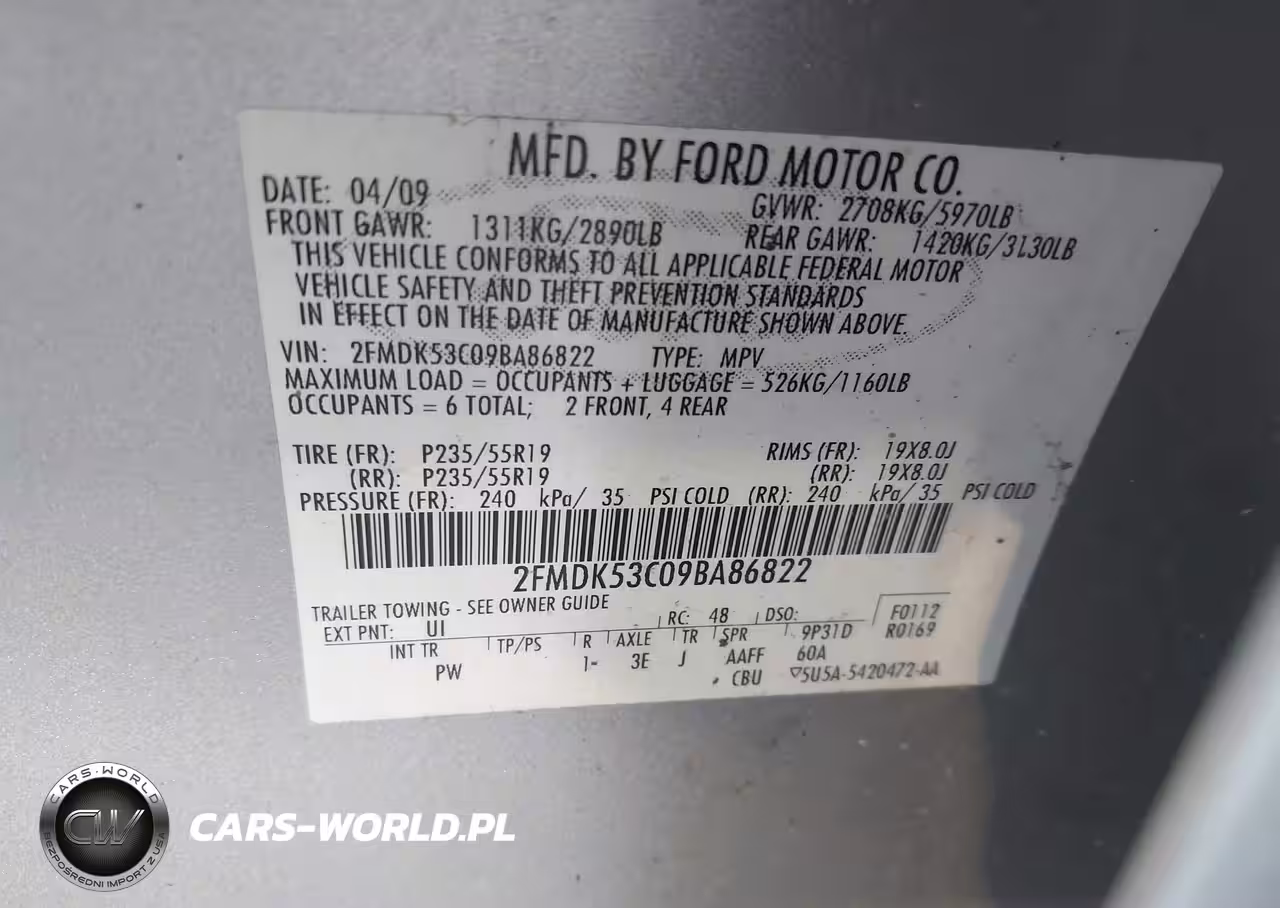 MFD. BY FORD MOTOR CO.
DATE: 04/09 GVWR: 2708KG/5970LB
FRONT GAWR: 1311KG/2890LB REAR GAWR: 1420KG/3130LB
THIS VEHICLE CONFORMS TO ALL APPLICABLE FEDERAL MOTOR
VEHICLE SAFETY AND THEFT PREVENTION STANDARDS
IN EFFECT ON THE DATE OF MANUFACTURE SHOWN ABOVE.
VIN: 2FMDK53C09BA86822 TYPE: MPV
MAXIMUM LOAD = OCCUPANTS + LUGGAGE = 526KG/1160LB
OCCUPANTS = 6 TOTAL; 2 FRONT, 4 REAR
TIRE (FR): P235/55R19 RIMS (FR): 19X8.0J
(RR): P235/55R19 (RR): 19X8.0J
PRESSURE (FR): 240 kPa/ 35 PSI COLD (RR): 240 kPa/ 35 PSI COLD
2FMDK53C09BA86822
TRAILER TOWING - SEE OWNER GUIDE
EXT PNT: UI RC: 48 DSO: F0112
INT TR TP/PS R AXLE TR SPR 9P31D R0169
PW 1- 3E J AAFF 60A
CBU 5U5A-5420472-AA
CARS-WORLD
CW
BEZPOŚREDNI IMPORT Z USA
CARS-WORLD.PL